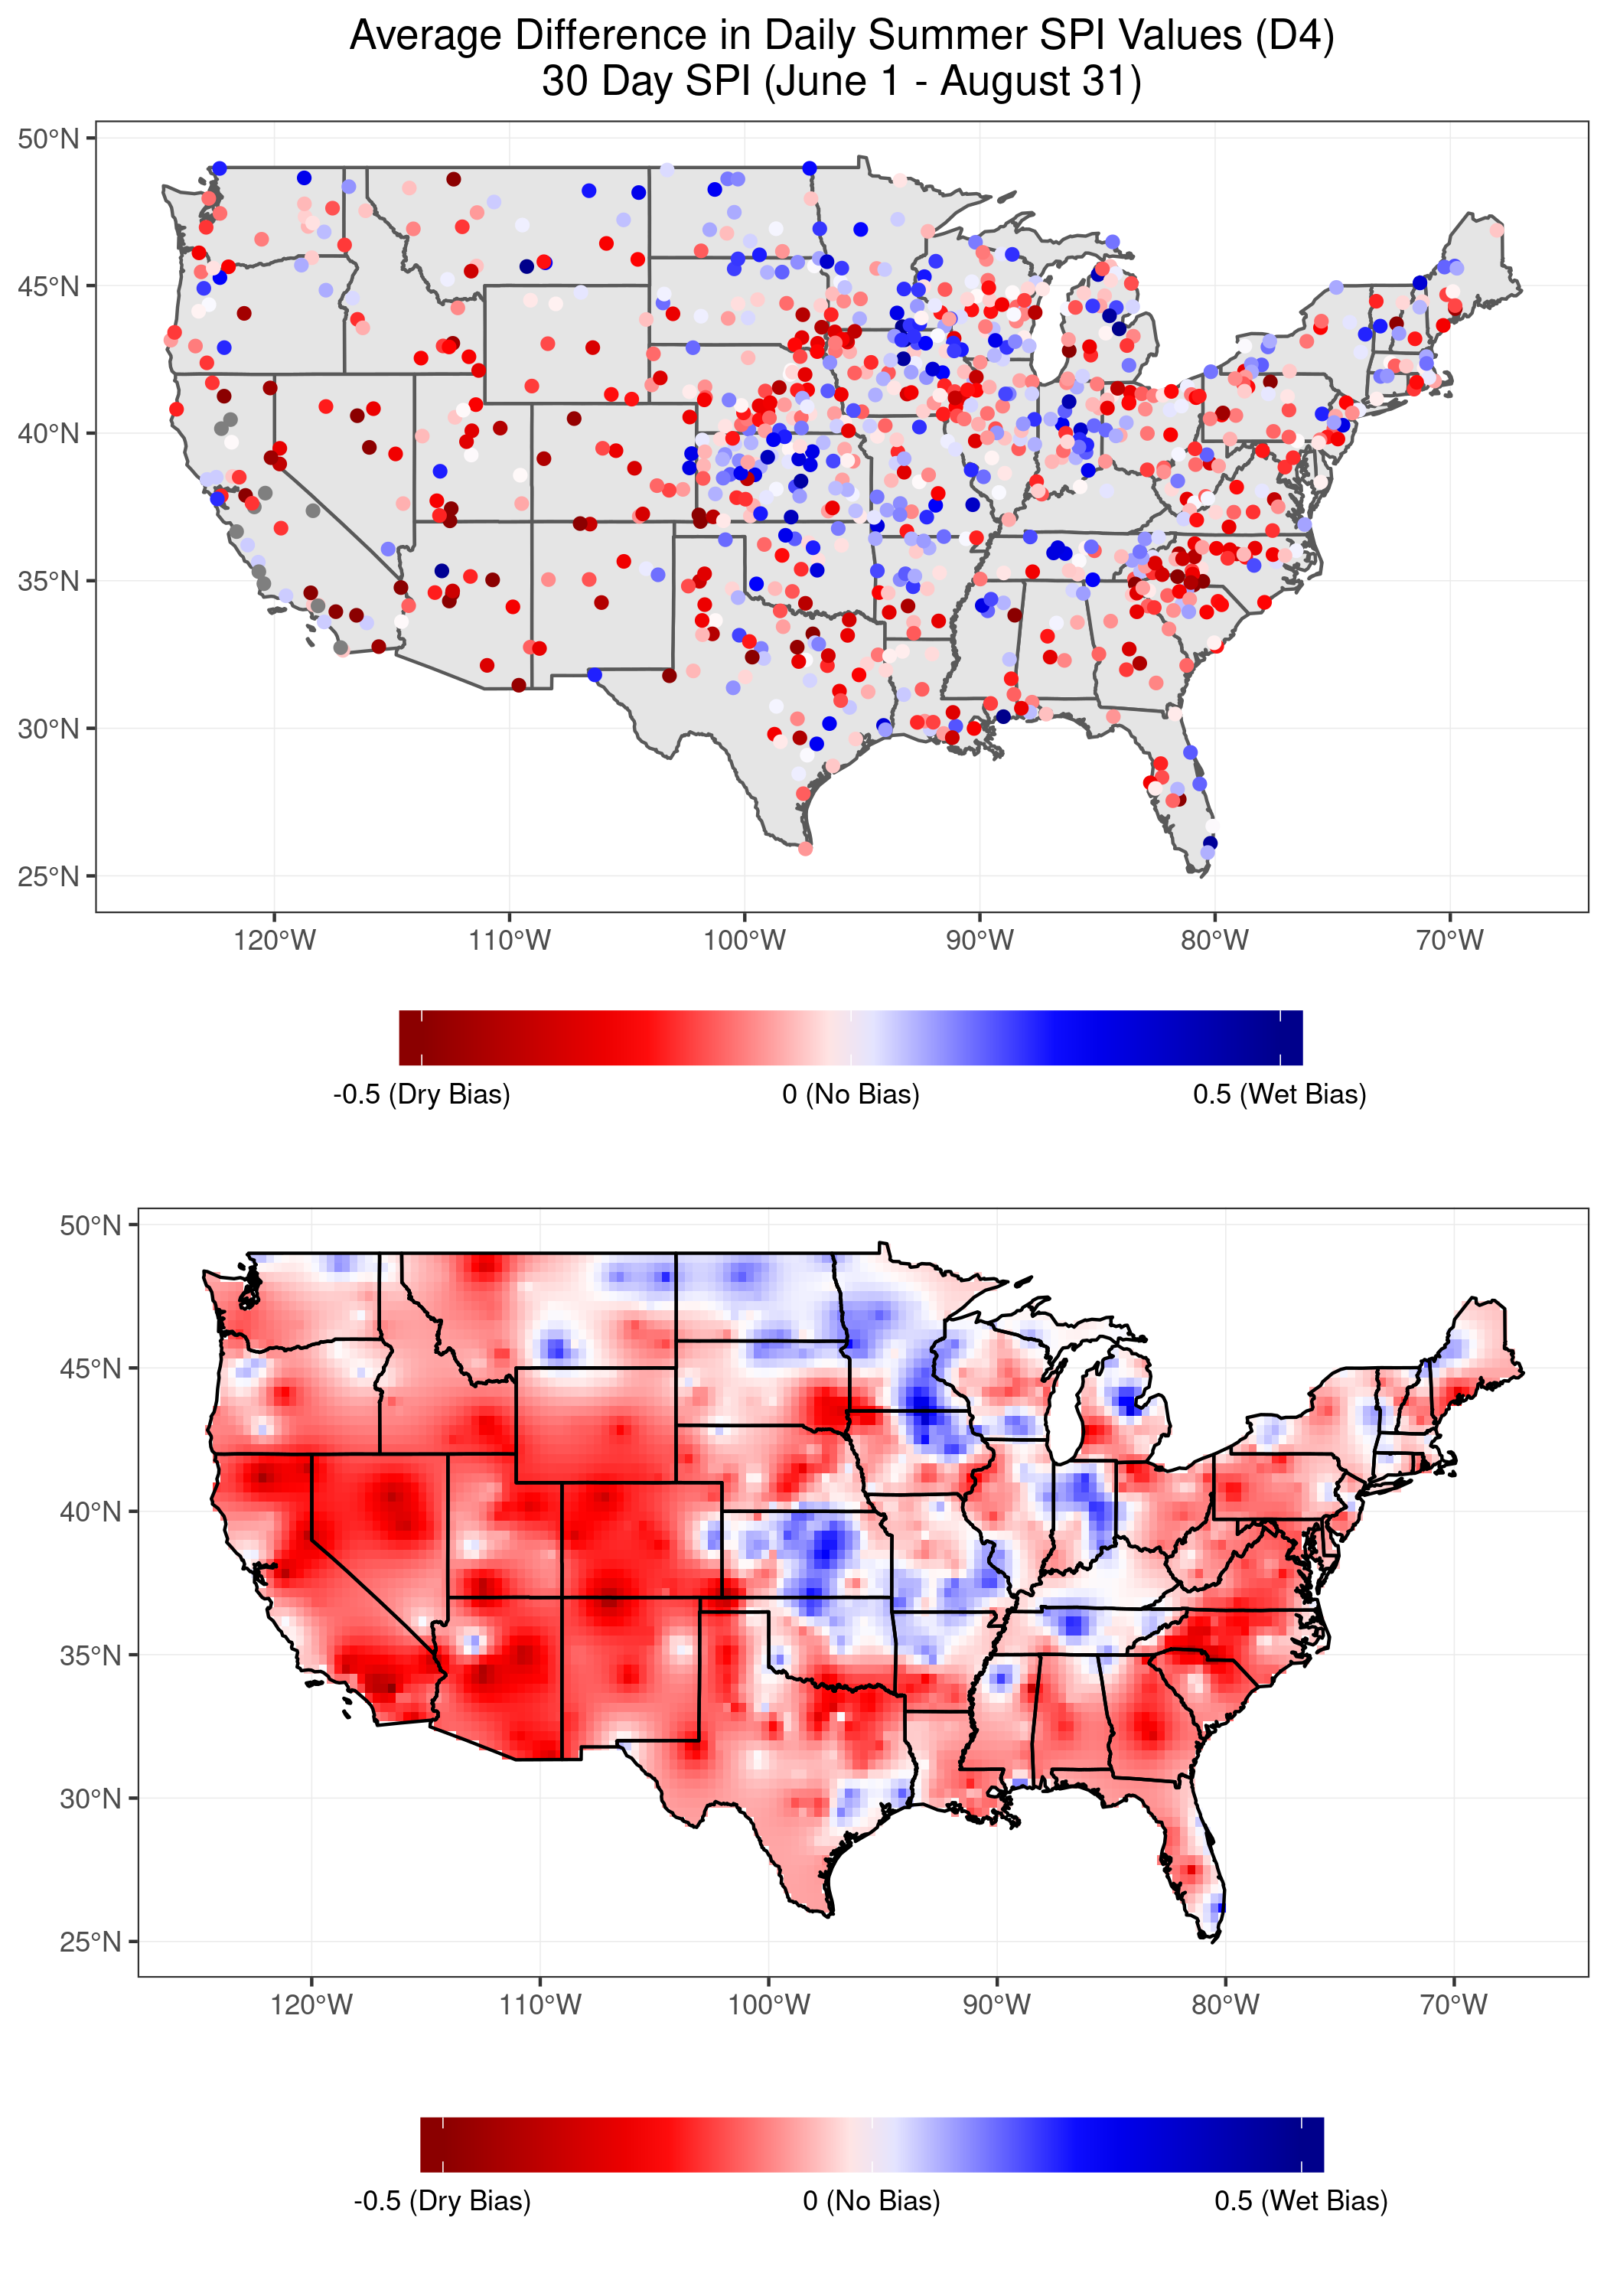 Average Difference in Daily Summer SPI Values (D4)
30 Day SPI (June 1 - August 31)
50°N
45°N
40°N
35°N
30°N
25°N
120°W 110°W 100°W 90°W 80°W 70°W
-0.5 (Dry Bias) 0 (No Bias) 0.5 (Wet Bias)
50°N
45°N
40°N
35°N
30°N
25°N
120°W 110°W 100°W 90°W 80°W 70°W
-0.5 (Dry Bias) 0 (No Bias) 0.5 (Wet Bias)